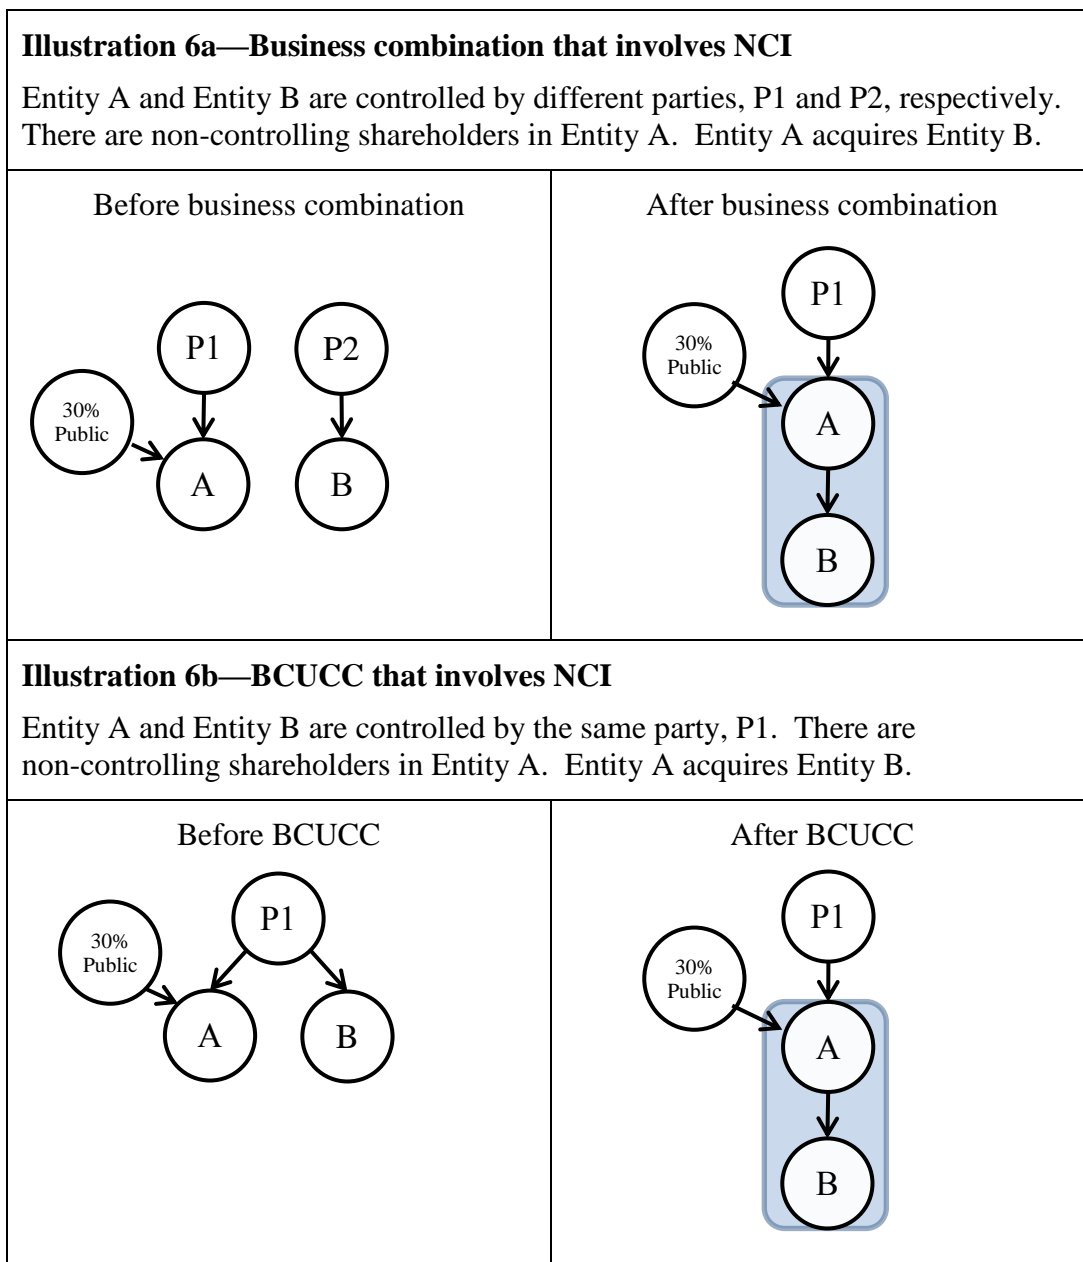 Illustration 6a—Business combination that involves NCI
Entity A and Entity B are controlled by different parties, P1 and P2, respectively.
There are non-controlling shareholders in Entity A.  Entity A acquires Entity B.
Before business combination
P1
P2
30%
Public
A
B
After business combination
P1
30%
Public
A
B
Illustration 6b—BCUCC that involves NCI
Entity A and Entity B are controlled by the same party, P1.  There are
non-controlling shareholders in Entity A.  Entity A acquires Entity B.
Before BCUCC
P1
30%
Public
A
B
After BCUCC
P1
30%
Public
A
B